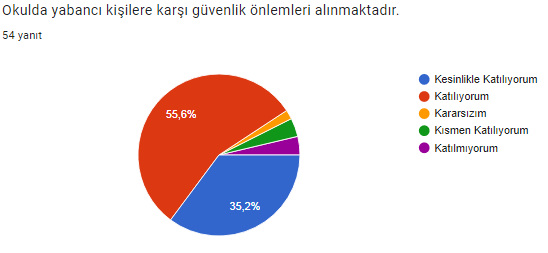 Okulda yabancı kişilere karşı güvenlik önlemleri alınmaktadır.
54 yanıt
55,6%
35,2%
Kesinlikle Katılıyorum
Katılıyorum
Kararsızım
Kısmen Katılıyorum
Katılmıyorum